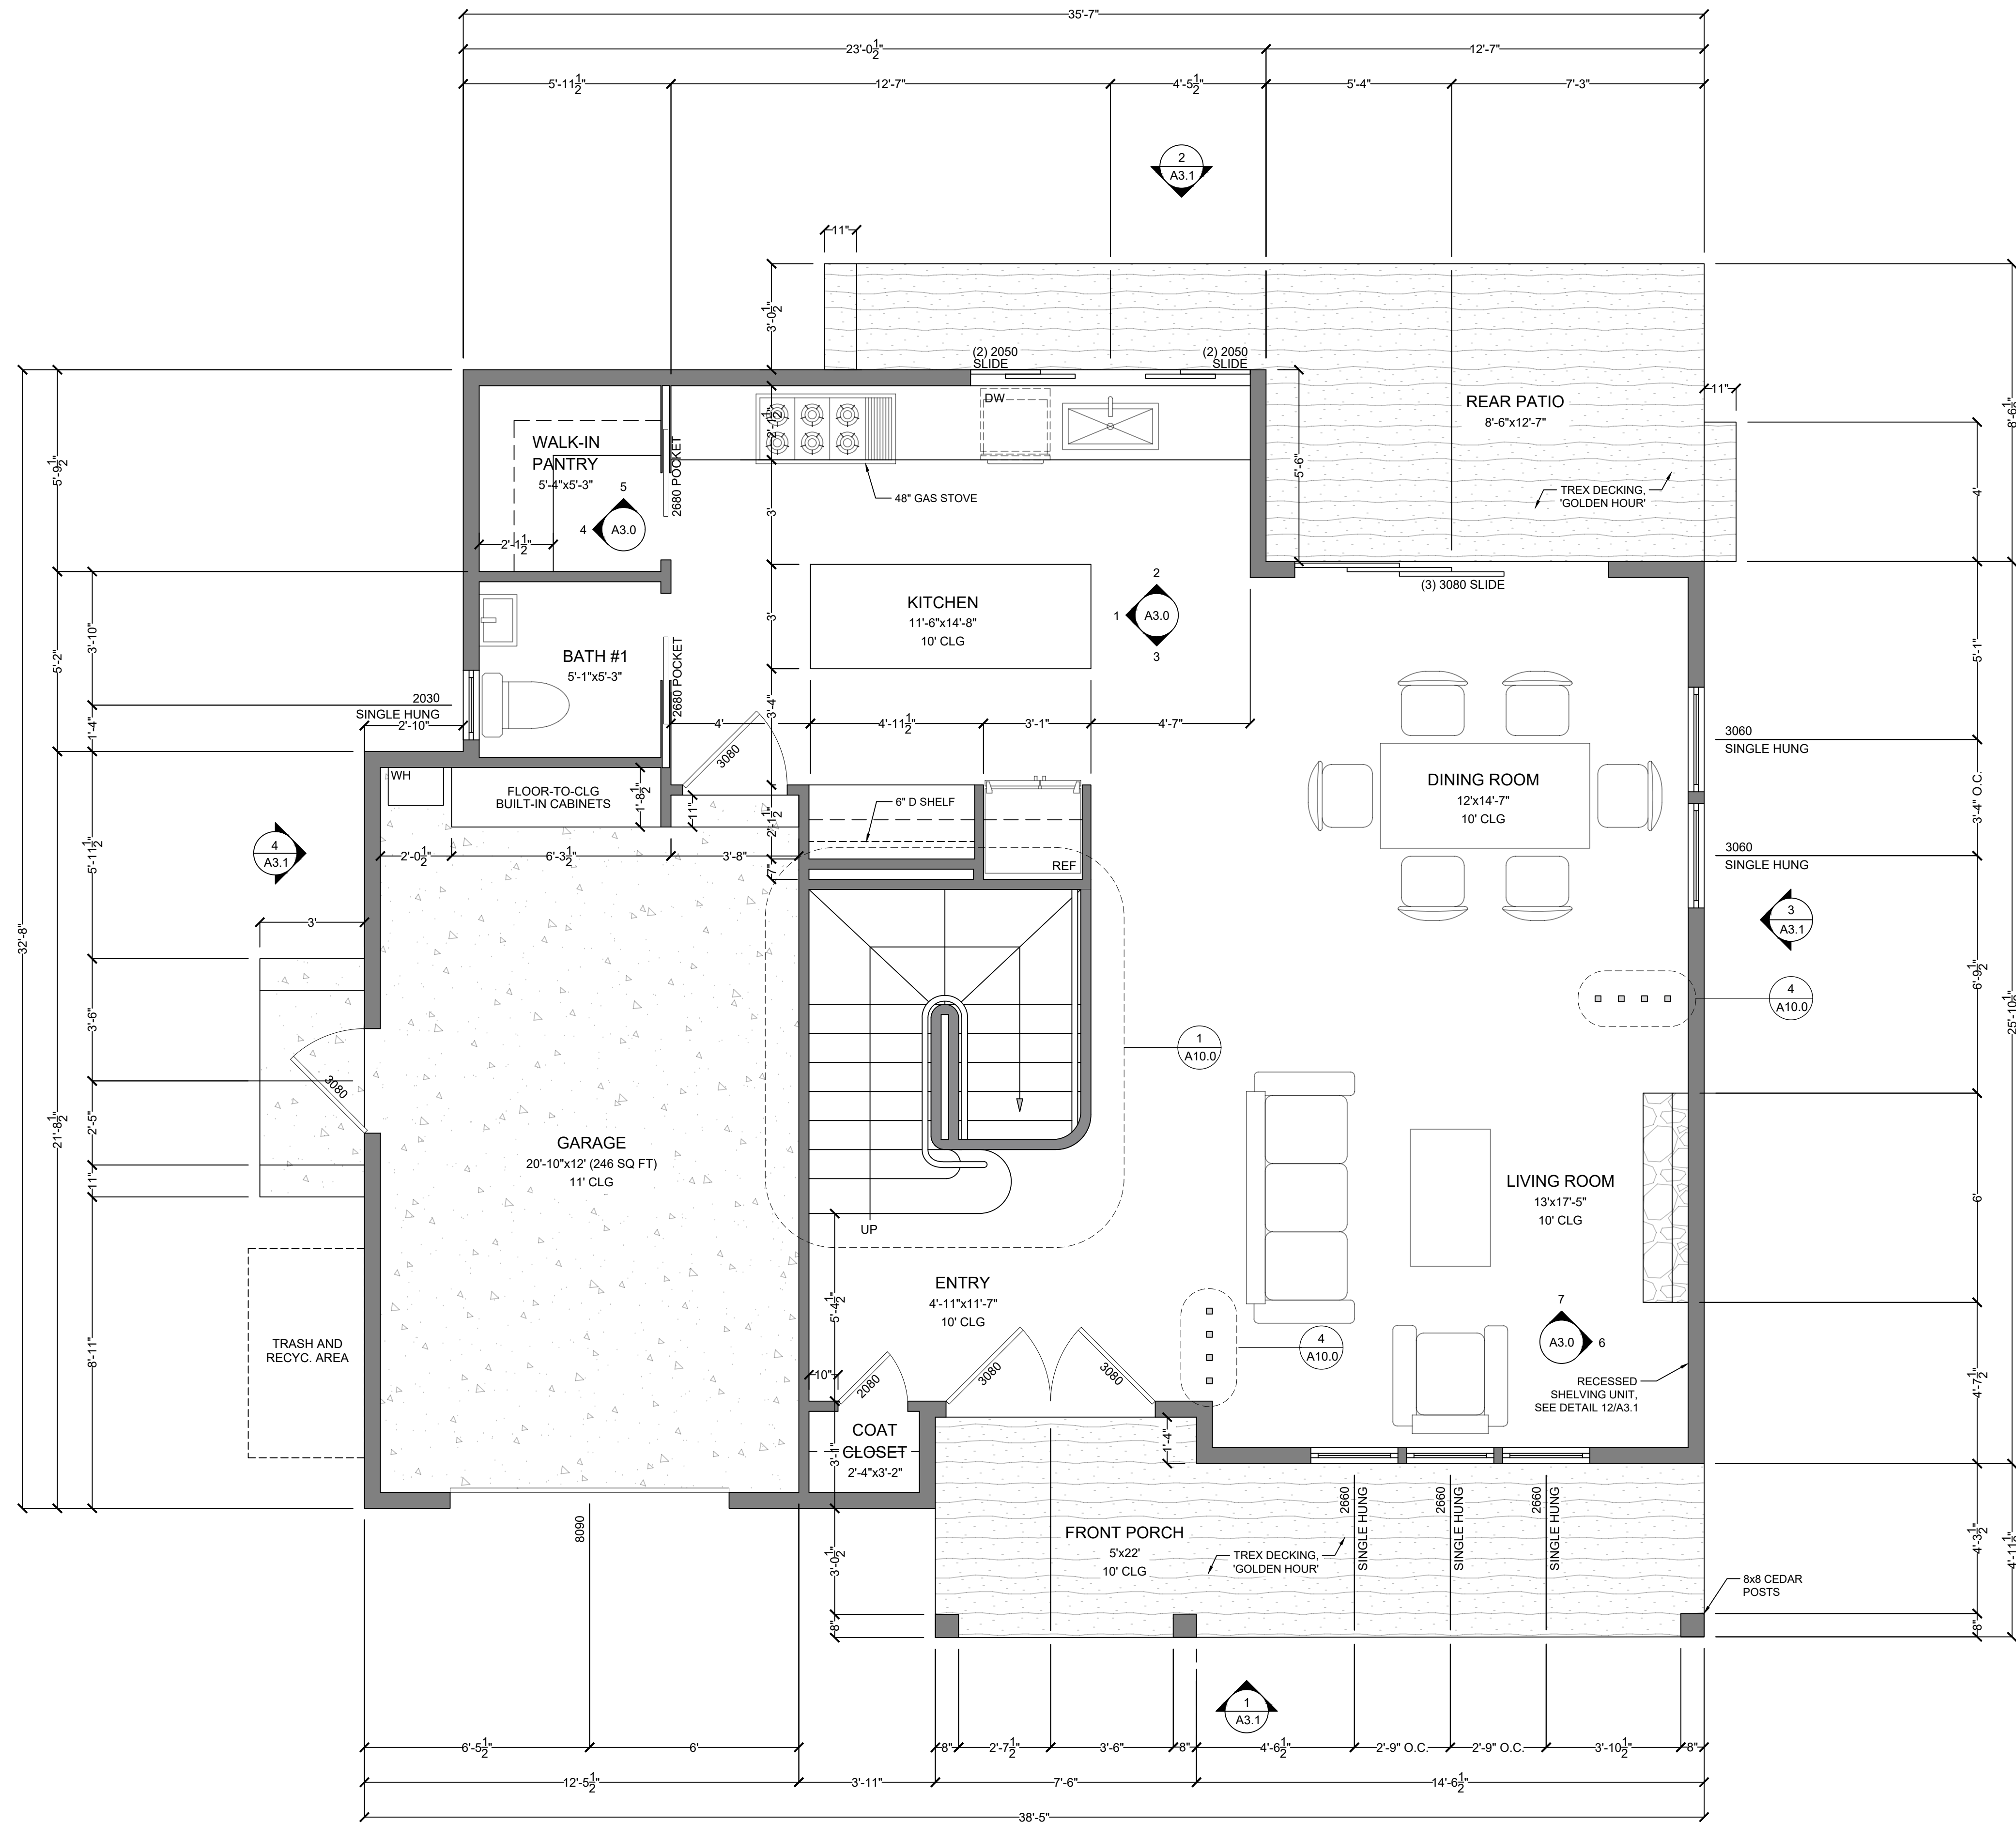 35'-7"
23'-0 1/2"
12'-7"
5'-11 1/2"
12'-7"
4'-5 1/2"
5'-4"
7'-3"
2
A3.1
11"
3'-0 1/2"
(2) 2050
SLIDE
(2) 2050
SLIDE
DW
REAR PATIO
8'-6"x12'-7"
11"
8'-6 1/2"
4'
5'-6"
TREX DECKING,
'GOLDEN HOUR'
2'-1 1/2"
WALK-IN
PANTRY
5'-4"x5'-3"
2680 POCKET
5
4
A3.0
2'-1 1/2"
48" GAS STOVE
5'-9 1/2"
3'
(3) 3080 SLIDE
KITCHEN
11'-6"x14'-8"
10' CLG
2
1
A3.0
3
3'
BATH #1
5'-1"x5'-3"
2680 POCKET
3'-10"
5'-2"
5'-1"
2030
SINGLE HUNG
2'-10"
1'-4"
3'-4"
4'
4'-11 1/2"
3'-1"
4'-7"
3080
3060
SINGLE HUNG
DINING ROOM
12'x14'-7"
10' CLG
3'-4" O.C.
WH
FLOOR-TO-CLG
BUILT-IN CABINETS
1'-8 1/2"
11"
2'-1 1/2"
6" D SHELF
REF
7"
3060
SINGLE HUNG
4
A3.1
5'-11 1/2"
2'-0 1/2"
6'-3 1/2"
3'-8"
3
A3.1
3'
32'-8"
6'-9 1/2"
4
A10.0
25'-10 1/2"
3'-6"
1
A10.0
3080
2'-5"
21'-8 1/2"
11"
GARAGE
20'-10"x12' (246 SQ FT)
11' CLG
LIVING ROOM
13'x17'-5"
10' CLG
6'
UP
ENTRY
4'-11"x11'-7"
10' CLG
5'-4 1/2"
4
A10.0
7
A3.0
6
TRASH AND
RECYC. AREA
8'-11"
10"
2080
3080
3080
RECESSED
SHELVING UNIT,
SEE DETAIL 12/A3.1
4'-7 1/2"
COAT
CLOSET
2'-4"x3'-2"
3'-1"
1'-4"
8090
2660
SINGLE HUNG
2660
SINGLE HUNG
2660
SINGLE HUNG
FRONT PORCH
5'x22'
10' CLG
TREX DECKING,
'GOLDEN HOUR'
3'-0 1/2"
8"
8x8 CEDAR
POSTS
4'-3 1/2"
4'-11 1/2"
8"
1
A3.1
6'-5 1/2"
6'
8"
2'-7 1/2"
3'-6"
8"
4'-6 1/2"
2'-9" O.C.
2'-9" O.C.
3'-10 1/2"
8"
12'-5 1/2"
3'-11"
7'-6"
14'-6 1/2"
38'-5"